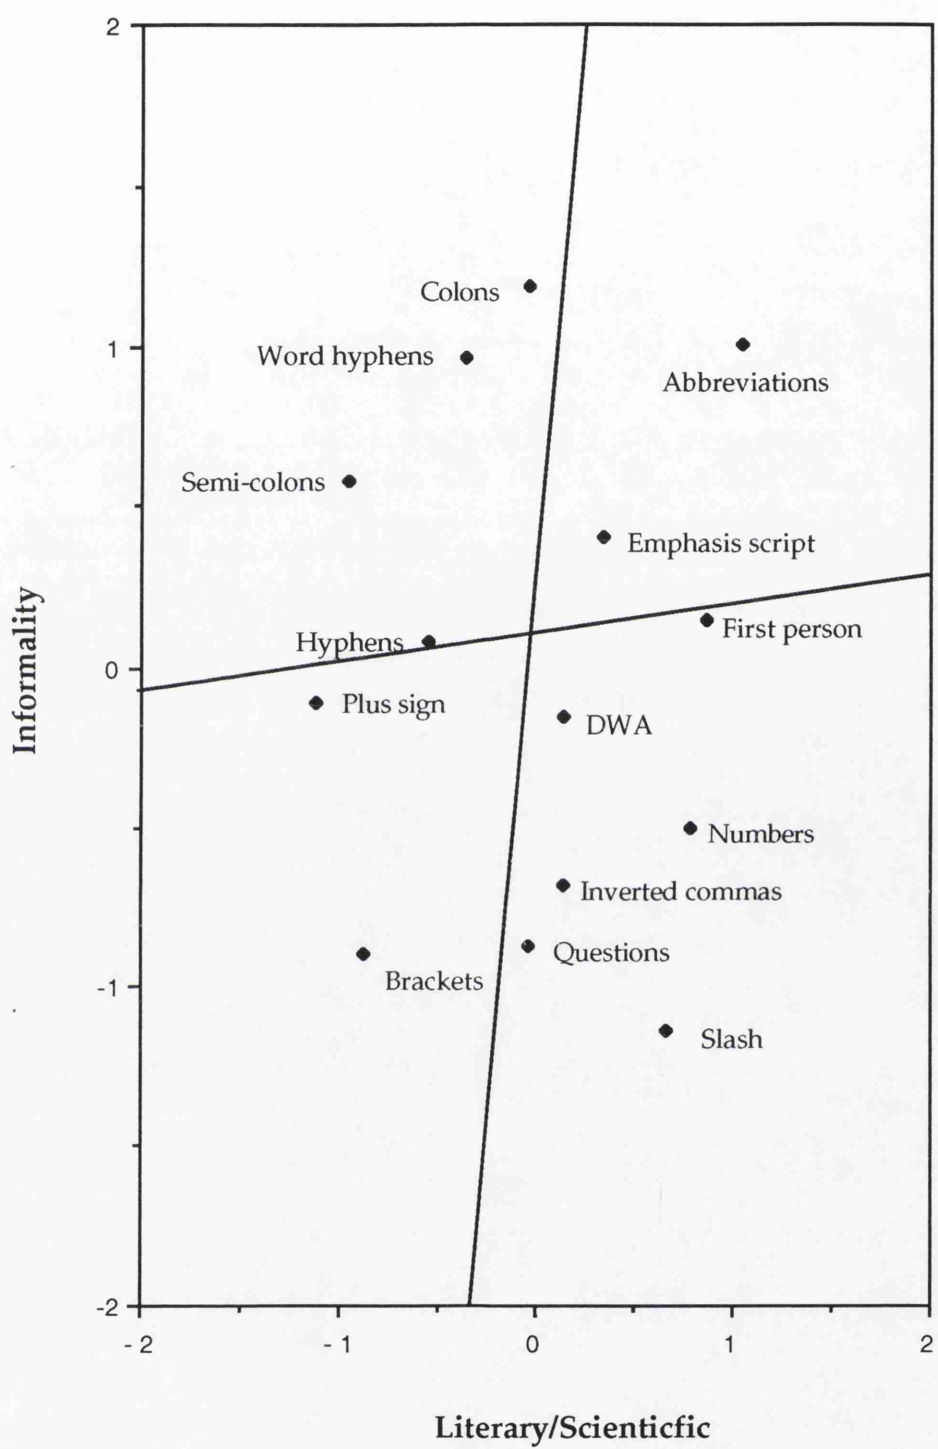 2
Colons
Word hyphens
1
Abbreviations
Semi-colons
Emphasis script
Informality
Hyphens
First person
0
Plus sign
DWA
Numbers
Inverted commas
Questions
Brackets
-1
Slash
-2
-2 -1 0 1 2
Literary/Scienticfic